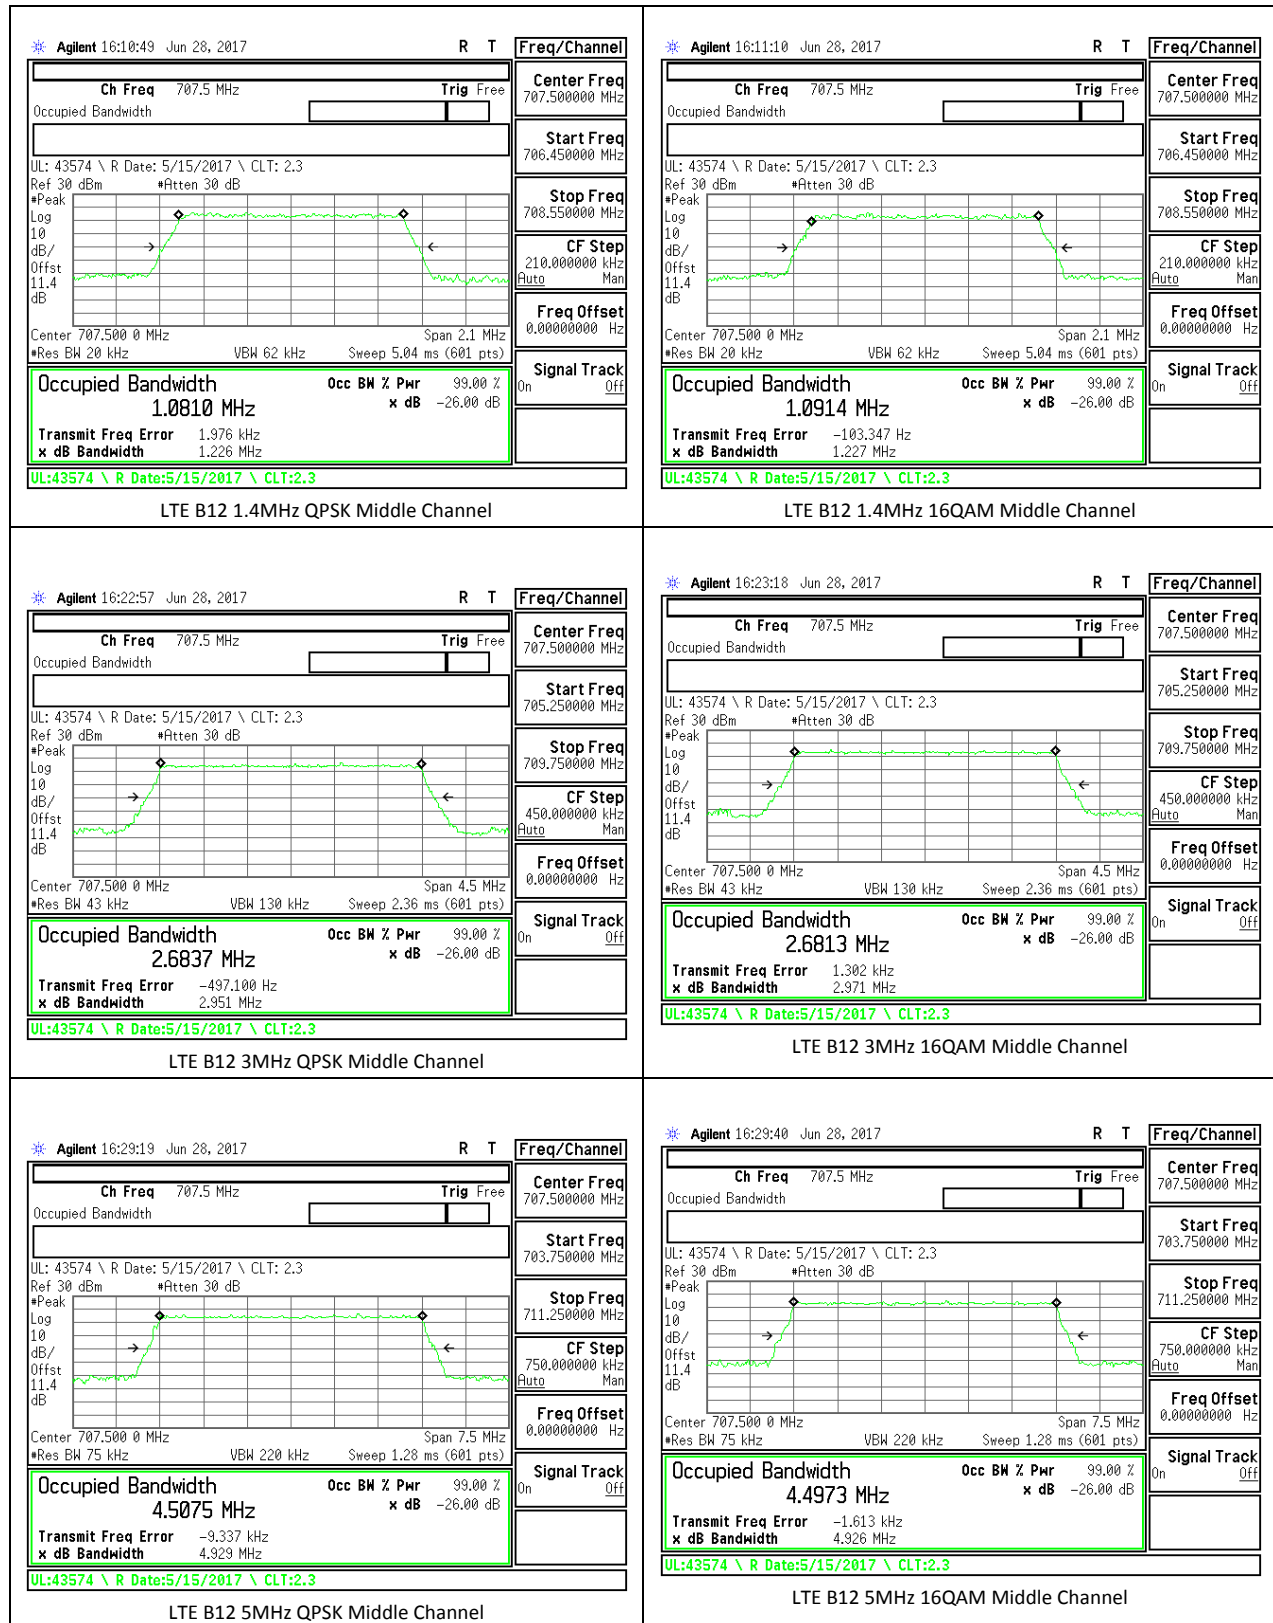 Agilent 16:10:49 Jun 28, 2017 R T Freq/Channel
Ch Freq 707.5 MHz Trig Free
Occupied Bandwidth
Center Freq
707.500000 MHz
Start Freq
706.450000 MHz
Stop Freq
708.550000 MHz
CF Step
210.000000 kHz
Auto Man
Freq Offset
0.00000000 Hz
Signal Track
On Off
UL: 43574 \ R Date: 5/15/2017 \ CLT: 2.3
Ref 30 dBm #Atten 30 dB
#Peak
Log
10
dB/
Offst
11.4
dB
Center 707.500 0 MHz Span 2.1 MHz
#Res BW 20 kHz VBW 62 kHz Sweep 5.04 ms (601 pts)
Occupied Bandwidth Occ BW % Pwr 99.00 %
1.0810 MHz x dB -26.00 dB
Transmit Freq Error 1.976 kHz
x dB Bandwidth 1.226 MHz
UL:43574 \ R Date:5/15/2017 \ CLT:2.3
LTE B12 1.4MHz QPSK Middle Channel
Agilent 16:11:10 Jun 28, 2017 R T Freq/Channel
Ch Freq 707.5 MHz Trig Free
Occupied Bandwidth
Center Freq
707.500000 MHz
Start Freq
706.450000 MHz
Stop Freq
708.550000 MHz
CF Step
210.000000 kHz
Auto Man
Freq Offset
0.00000000 Hz
Signal Track
On Off
UL: 43574 \ R Date: 5/15/2017 \ CLT: 2.3
Ref 30 dBm #Atten 30 dB
#Peak
Log
10
dB/
Offst
11.4
dB
Center 707.500 0 MHz Span 2.1 MHz
#Res BW 20 kHz VBW 62 kHz Sweep 5.04 ms (601 pts)
Occupied Bandwidth Occ BW % Pwr 99.00 %
1.0914 MHz x dB -26.00 dB
Transmit Freq Error -103.347 Hz
x dB Bandwidth 1.227 MHz
UL:43574 \ R Date:5/15/2017 \ CLT:2.3
LTE B12 1.4MHz 16QAM Middle Channel
Agilent 16:22:57 Jun 28, 2017 R T Freq/Channel
Ch Freq 707.5 MHz Trig Free
Occupied Bandwidth
Center Freq
707.500000 MHz
Start Freq
705.250000 MHz
Stop Freq
709.750000 MHz
CF Step
450.000000 kHz
Auto Man
Freq Offset
0.00000000 Hz
Signal Track
On Off
UL: 43574 \ R Date: 5/15/2017 \ CLT: 2.3
Ref 30 dBm #Atten 30 dB
#Peak
Log
10
dB/
Offst
11.4
dB
Center 707.500 0 MHz Span 4.5 MHz
#Res BW 43 kHz VBW 130 kHz Sweep 2.36 ms (601 pts)
Occupied Bandwidth Occ BW % Pwr 99.00 %
2.6837 MHz x dB -26.00 dB
Transmit Freq Error -497.100 Hz
x dB Bandwidth 2.951 MHz
UL:43574 \ R Date:5/15/2017 \ CLT:2.3
LTE B12 3MHz QPSK Middle Channel
Agilent 16:23:18 Jun 28, 2017 R T Freq/Channel
Ch Freq 707.5 MHz Trig Free
Occupied Bandwidth
Center Freq
707.500000 MHz
Start Freq
705.250000 MHz
Stop Freq
709.750000 MHz
CF Step
450.000000 kHz
Auto Man
Freq Offset
0.00000000 Hz
Signal Track
On Off
UL: 43574 \ R Date: 5/15/2017 \ CLT: 2.3
Ref 30 dBm #Atten 30 dB
#Peak
Log
10
dB/
Offst
11.4
dB
Center 707.500 0 MHz Span 4.5 MHz
#Res BW 43 kHz VBW 130 kHz Sweep 2.36 ms (601 pts)
Occupied Bandwidth Occ BW % Pwr 99.00 %
2.6813 MHz x dB -26.00 dB
Transmit Freq Error 1.302 kHz
x dB Bandwidth 2.971 MHz
UL:43574 \ R Date:5/15/2017 \ CLT:2.3
LTE B12 3MHz 16QAM Middle Channel
Agilent 16:29:19 Jun 28, 2017 R T Freq/Channel
Ch Freq 707.5 MHz Trig Free
Occupied Bandwidth
Center Freq
707.500000 MHz
Start Freq
703.750000 MHz
Stop Freq
711.250000 MHz
CF Step
750.000000 kHz
Auto Man
Freq Offset
0.00000000 Hz
Signal Track
On Off
UL: 43574 \ R Date: 5/15/2017 \ CLT: 2.3
Ref 30 dBm #Atten 30 dB
#Peak
Log
10
dB/
Offst
11.4
dB
Center 707.500 0 MHz Span 7.5 MHz
#Res BW 75 kHz VBW 220 kHz Sweep 1.28 ms (601 pts)
Occupied Bandwidth Occ BW % Pwr 99.00 %
4.5075 MHz x dB -26.00 dB
Transmit Freq Error -9.337 kHz
x dB Bandwidth 4.929 MHz
UL:43574 \ R Date:5/15/2017 \ CLT:2.3
LTE B12 5MHz QPSK Middle Channel
Agilent 16:29:40 Jun 28, 2017 R T Freq/Channel
Ch Freq 707.5 MHz Trig Free
Occupied Bandwidth
Center Freq
707.500000 MHz
Start Freq
703.750000 MHz
Stop Freq
711.250000 MHz
CF Step
750.000000 kHz
Auto Man
Freq Offset
0.00000000 Hz
Signal Track
On Off
UL: 43574 \ R Date: 5/15/2017 \ CLT: 2.3
Ref 30 dBm #Atten 30 dB
#Peak
Log
10
dB/
Offst
11.4
dB
Center 707.500 0 MHz Span 7.5 MHz
#Res BW 75 kHz VBW 220 kHz Sweep 1.28 ms (601 pts)
Occupied Bandwidth Occ BW % Pwr 99.00 %
4.4973 MHz x dB -26.00 dB
Transmit Freq Error -1.613 kHz
x dB Bandwidth 4.926 MHz
UL:43574 \ R Date:5/15/2017 \ CLT:2.3
LTE B12 5MHz 16QAM Middle Channel